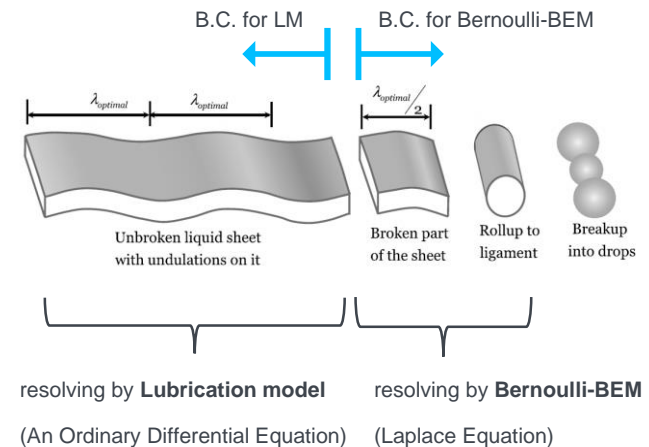 B.C. for LM
B.C. for Bernoulli-BEM
λoptimal
λoptimal
λoptimal/2
Unbroken liquid sheet
with undulations on it
Broken part
of the sheet
Rollup to
ligament
Breakup
into drops
resolving by Lubrication model
(An Ordinary Differential Equation)
resolving by Bernoulli-BEM
(Laplace Equation)